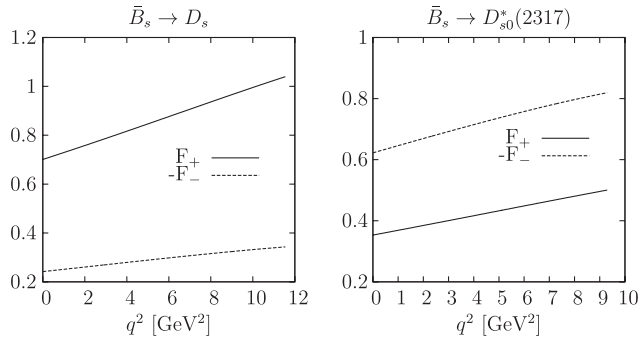 B̄ₛ → Dₛ
1.2
1
0.8
0.6
0.4
0.2
F₊
-F₋
0 2 4 6 8 10 12
q² [GeV²]
B̄ₛ → D*ₛ₀(2317)
1
0.8
0.6
0.4
0.2
F₊
-F₋
0 1 2 3 4 5 6 7 8 9 10
q² [GeV²]